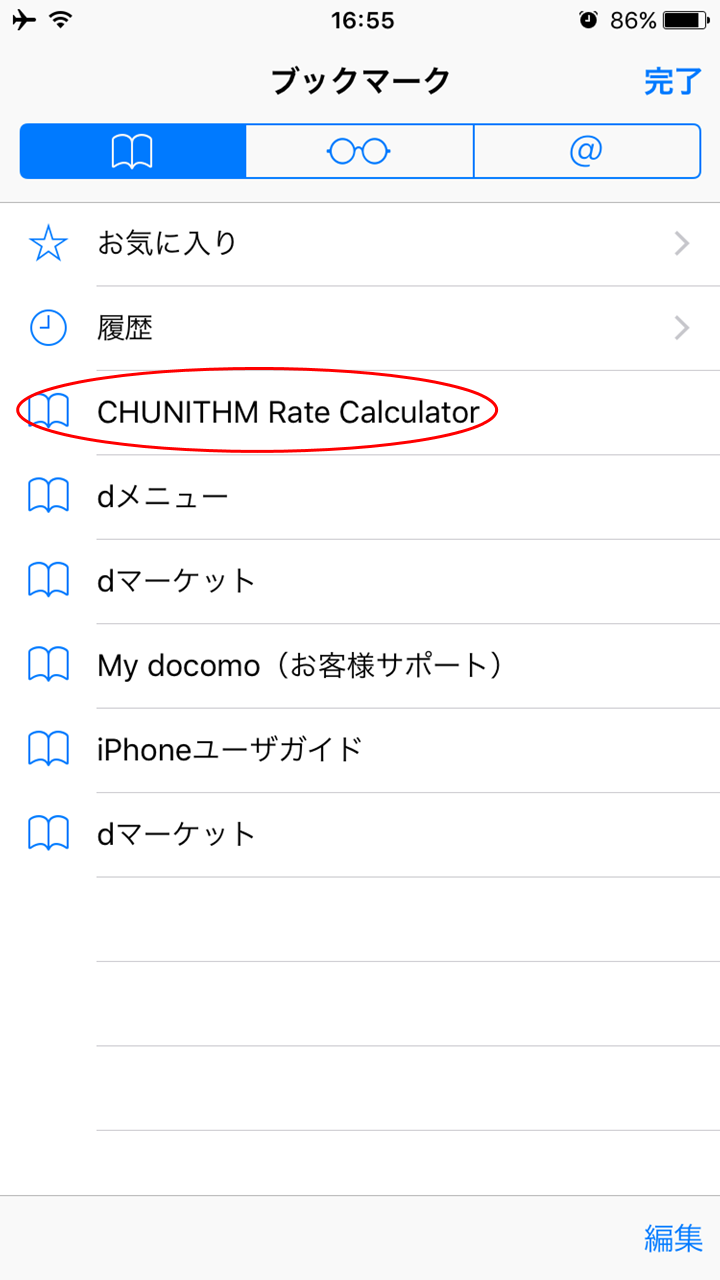 16:55
86%
ブックマーク
完了
@
お気に入り
履歴
CHUNITHM Rate Calculator
dメニュー
dマーケット
My docomo（お客様サポート）
iPhoneユーザガイド
dマーケット
編集